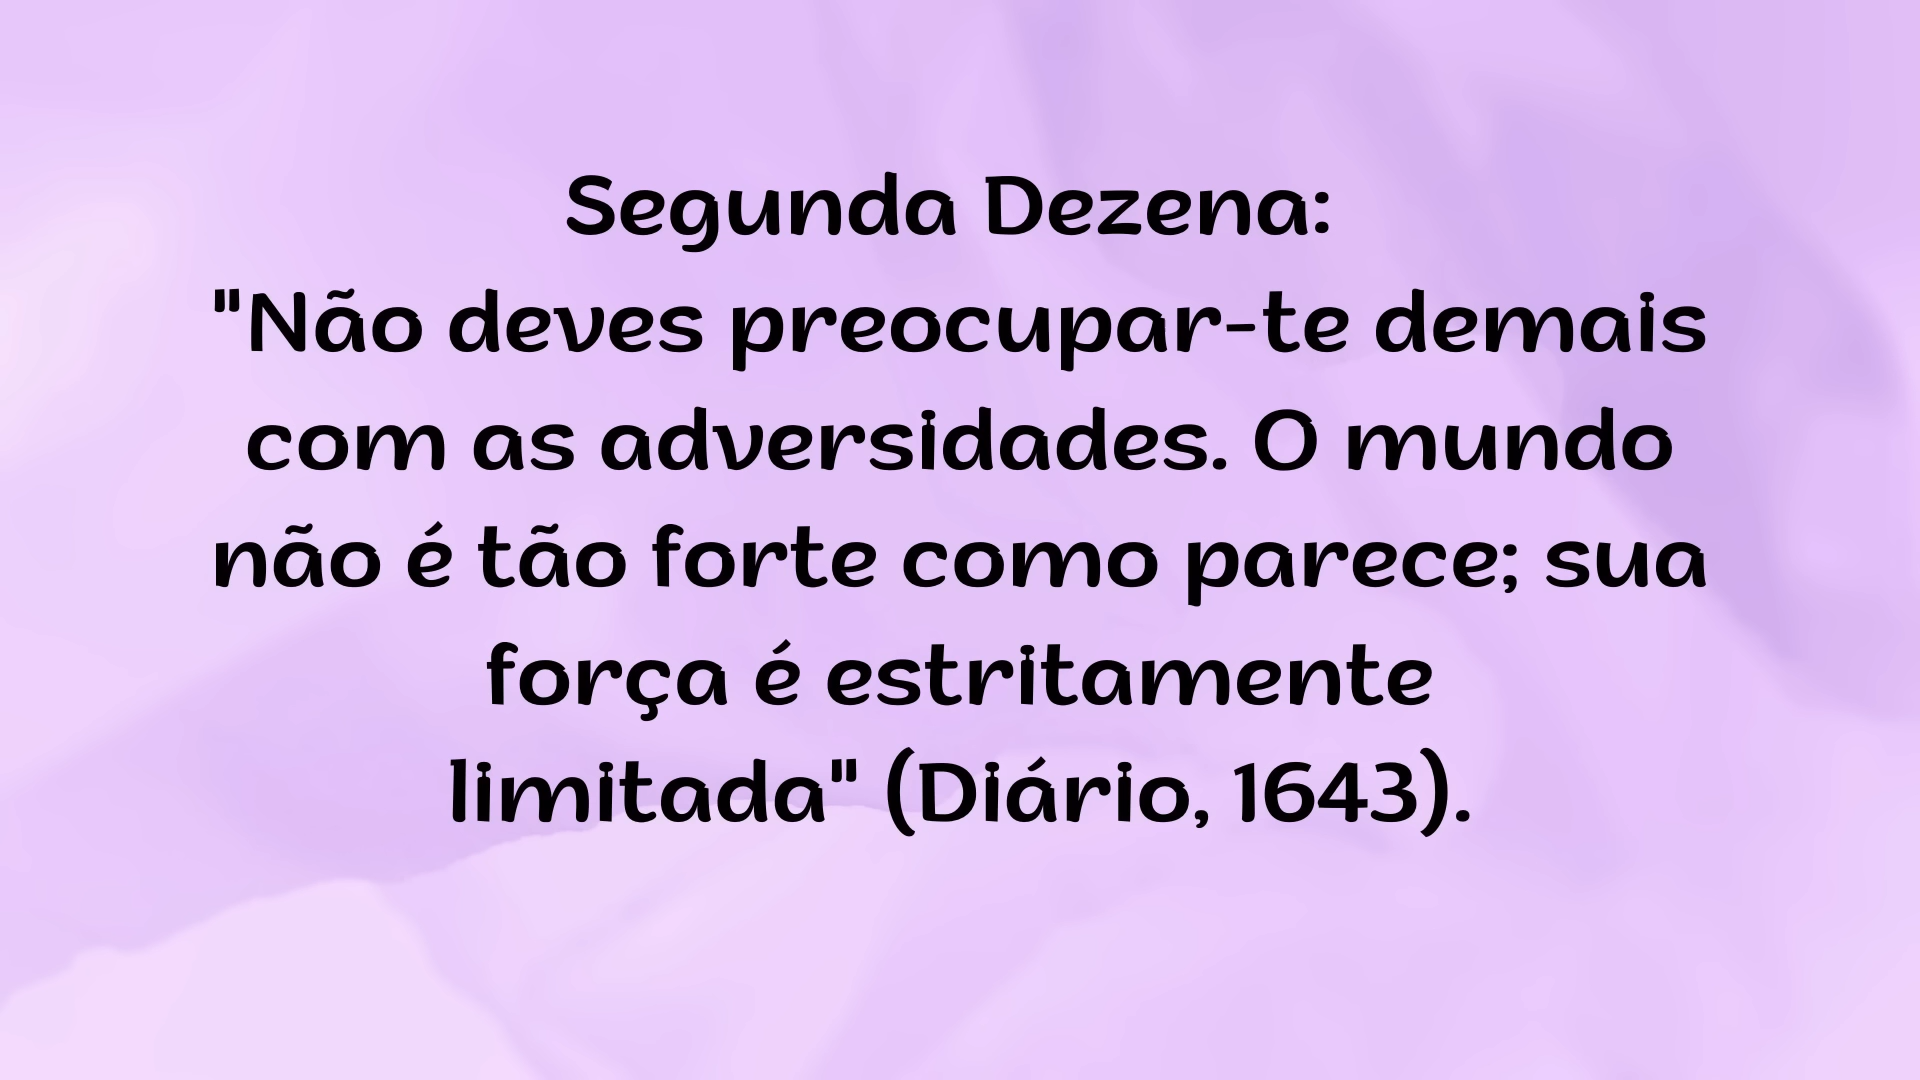 Segunda Dezena:
"Não deves preocupar-te demais
com as adversidades. O mundo
não é tão forte como parece; sua
força é estritamente
limitada" (Diário, 1643).